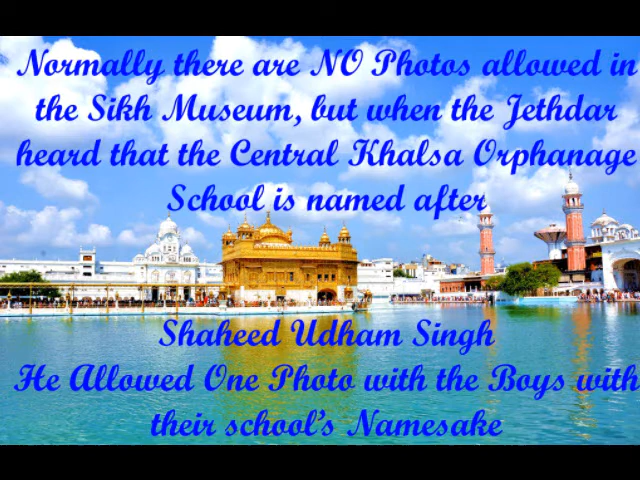 Normally there are NO Photos allowed in
the Sikh Museum, but when the Jethdar
heard that the Central Khalsa Orphanage
School is named after
Shaheed Udham Singh
He Allowed One Photo with the Boys with
their school's Namesake